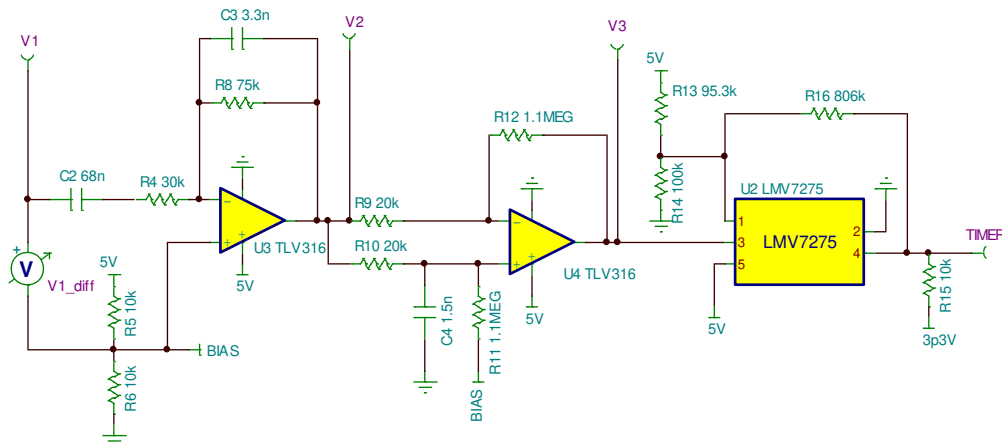 C3 3.3n
V1
V2
V3
R8 75k
5V
R13 95.3k
R16 806k
R12 1.1MEG
C2 68n
R4 30k
R14 100k
U2 LMV7275
R9 20k
U3 TLV316
LMV7275
1
3
5
2
4
TIMER
V
V1_diff
5V
R5 10k
5V
R10 20k
U4 TLV316
R15 10k
C4 1.5n
R11 1.1MEG
5V
5V
3p3V
BIAS
R6 10k
BIAS